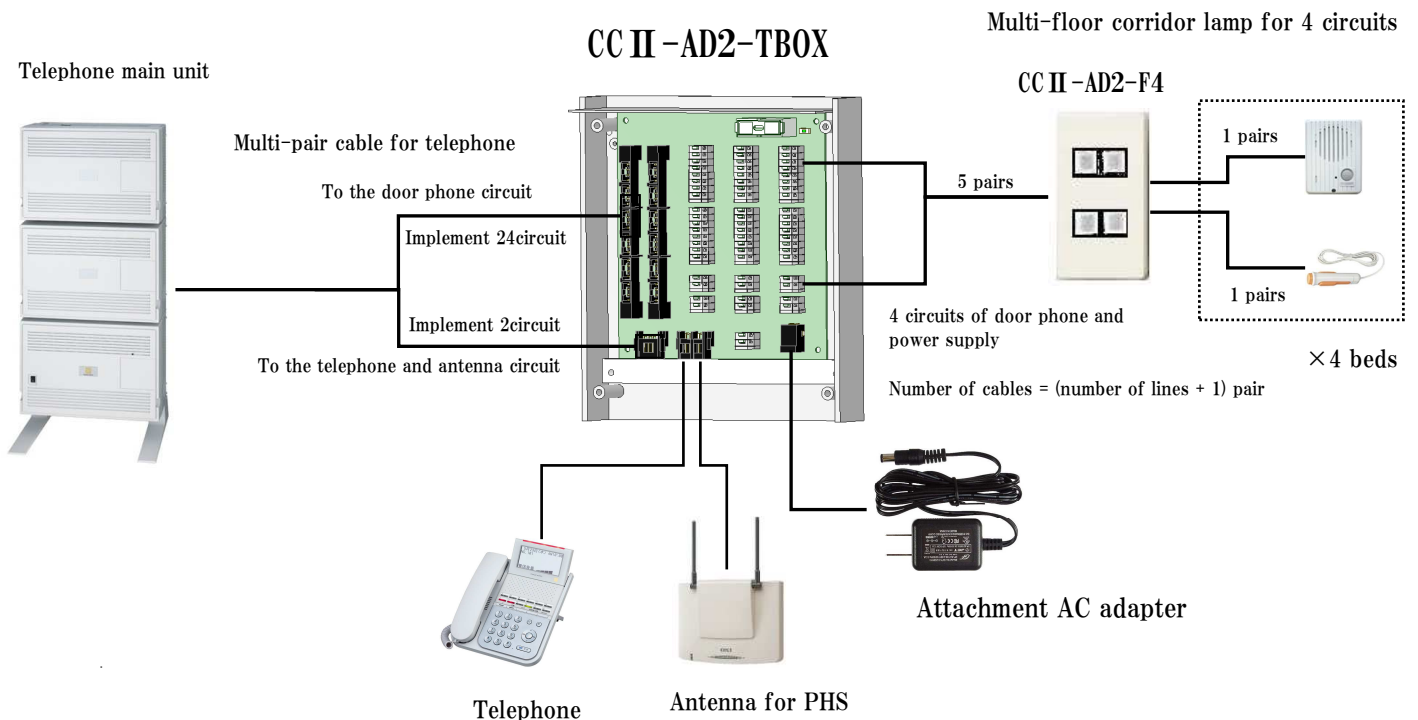 Multi-floor corridor lamp for 4 circuits
CCⅡ-AD2-TBOX
Telephone main unit
CCⅡ-AD2-F4
Multi-pair cable for telephone
1 pairs
To the door phone circuit
5 pairs
Implement 24circuit
1 pairs
Implement 2circuit
4 circuits of door phone and
power supply
To the telephone and antenna circuit
×4 beds
Number of cables = (number of lines + 1) pair
Attachment AC adapter
Antenna for PHS
Telephone